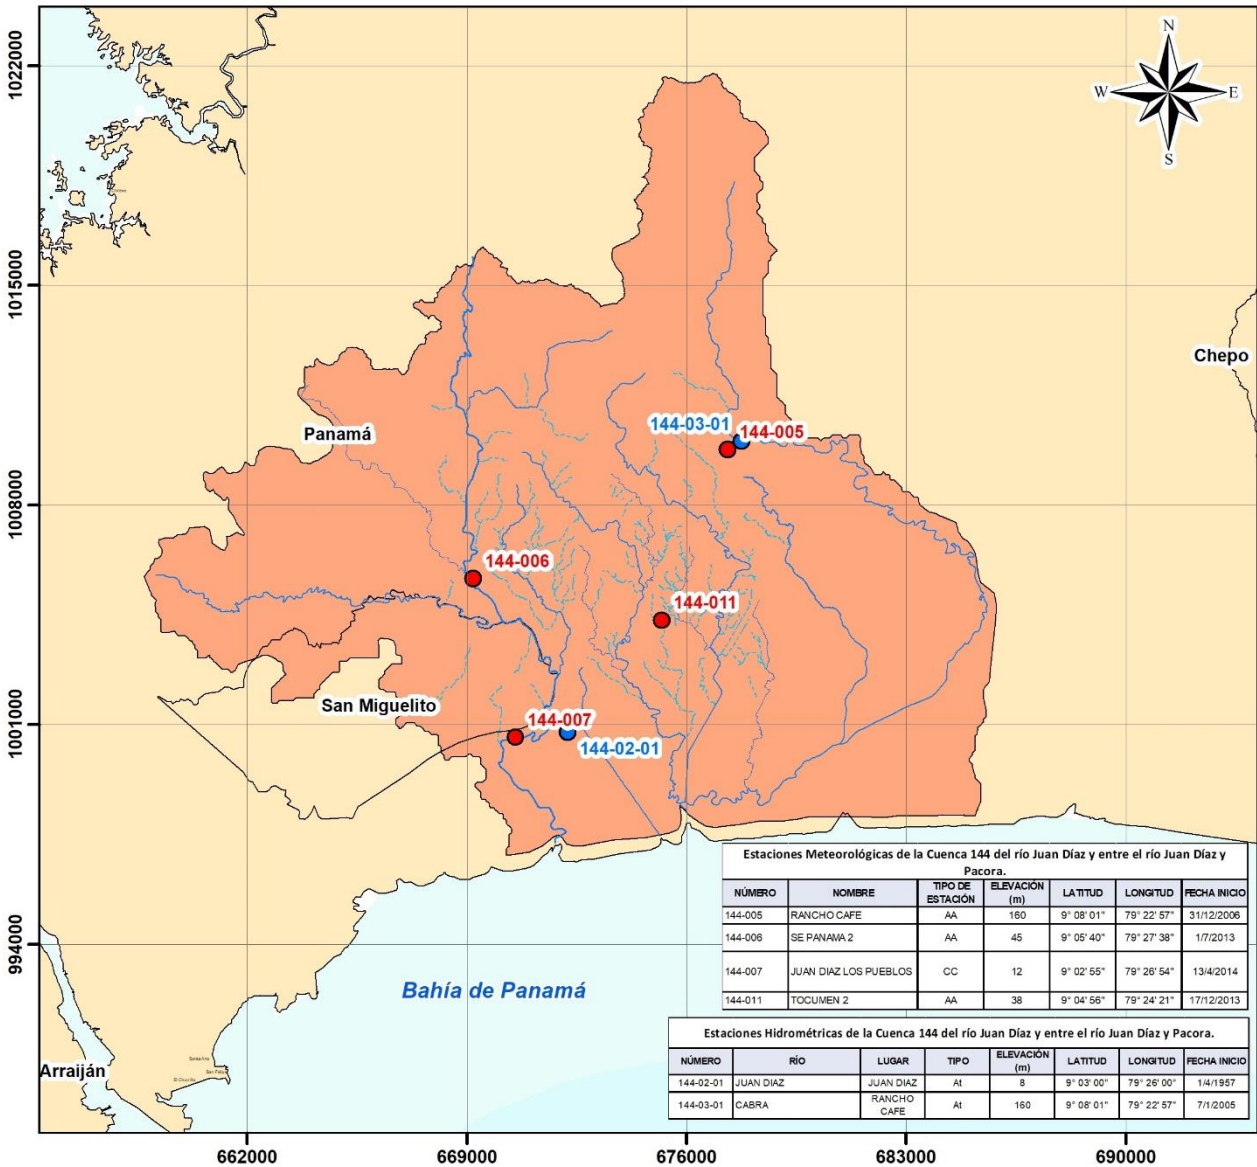 N
W E
S
1022000
1015000
1008000
1001000
994000
662000
669000
676000
683000
690000
Chepo
Panamá
144-03-01
144-005
144-006
144-011
San Miguelito
144-007
144-02-01
Bahía de Panamá
Arraiján
Santa Ana
San Felipe
El Chorrillo
Estaciones Meteorológicas de la Cuenca 144 del río Juan Díaz y entre el río Juan Díaz y
Pacora.
NÚMERO NOMBRE TIPO DE ESTACIÓN ELEVACIÓN (m) LATITUD LONGITUD FECHA INICIO
144-005 RANCHO CAFE AA 160 9° 08' 01" 79° 22' 57" 31/12/2006
144-006 SE PANAMA 2 AA 45 9° 05' 40" 79° 27' 38" 1/7/2013
144-007 JUAN DIAZ LOS PUEBLOS CC 12 9° 02' 55" 79° 26' 54" 13/4/2014
144-011 TOCUMEN 2 AA 38 9° 04' 56" 79° 24' 21" 17/12/2013
Estaciones Hidrométricas de la Cuenca 144 del río Juan Díaz y entre el río Juan Díaz y Pacora.
NÚMERO RÍO LUGAR TIPO ELEVACIÓN (m) LATITUD LONGITUD FECHA INICIO
144-02-01 JUAN DIAZ JUAN DIAZ At 8 9° 03' 00" 79° 26' 00" 1/4/1957
144-03-01 CABRA RANCHO CAFE At 160 9° 08' 01" 79° 22' 57" 7/1/2005